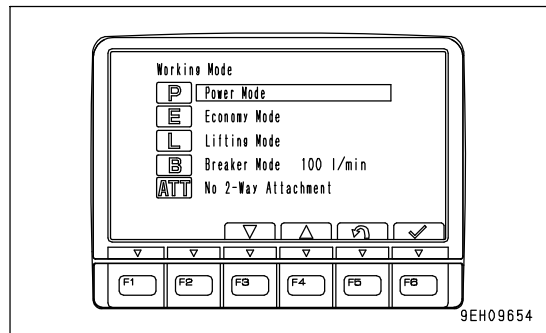 Working Mode
P Power Mode
E Economy Mode
L Lifting Mode
B Breaker Mode 100 l/min
ATT No 2-Way Attachment
F1 F2 F3 F4 F5 F6
9EH09654